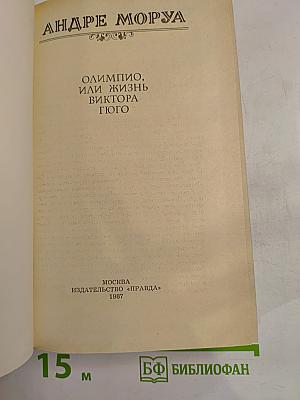 АНДРЕ МОРУА
ОЛИМПИО,
ИЛИ ЖИЗНЬ
ВИКТОРА
ГЮГО
МОСКВА
ИЗДАТЕЛЬСТВО «ПРАВДА»
1987
15 м
БФ БИБЛИОФАН